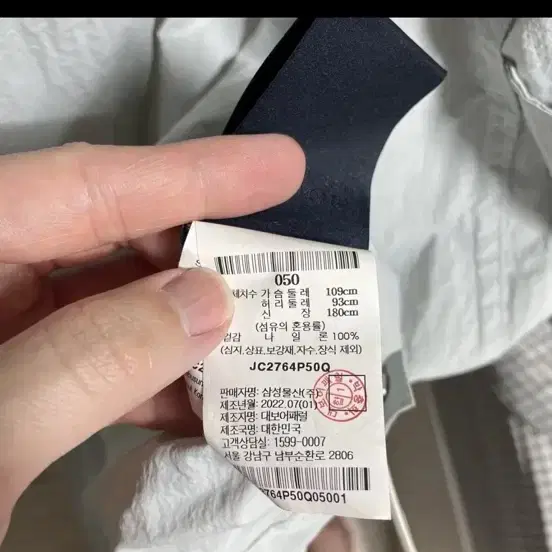 050
체치수 가슴둘레 109cm
허리둘레 93cm
신 장 180cm
(섬유의 혼용률)
겉감 나 일 론 100%
(심지,상표,보강재,자수,장식 제외)
JC2764P50Q
판매자명: 삼성물산(주)
제조년월: 2022.07(01)
제조자명: 대보어패럴
제조국명: 대한민국
고객상담실: 1599-0007
서울 강남구 남부순환로 2806
2764P50Q05001